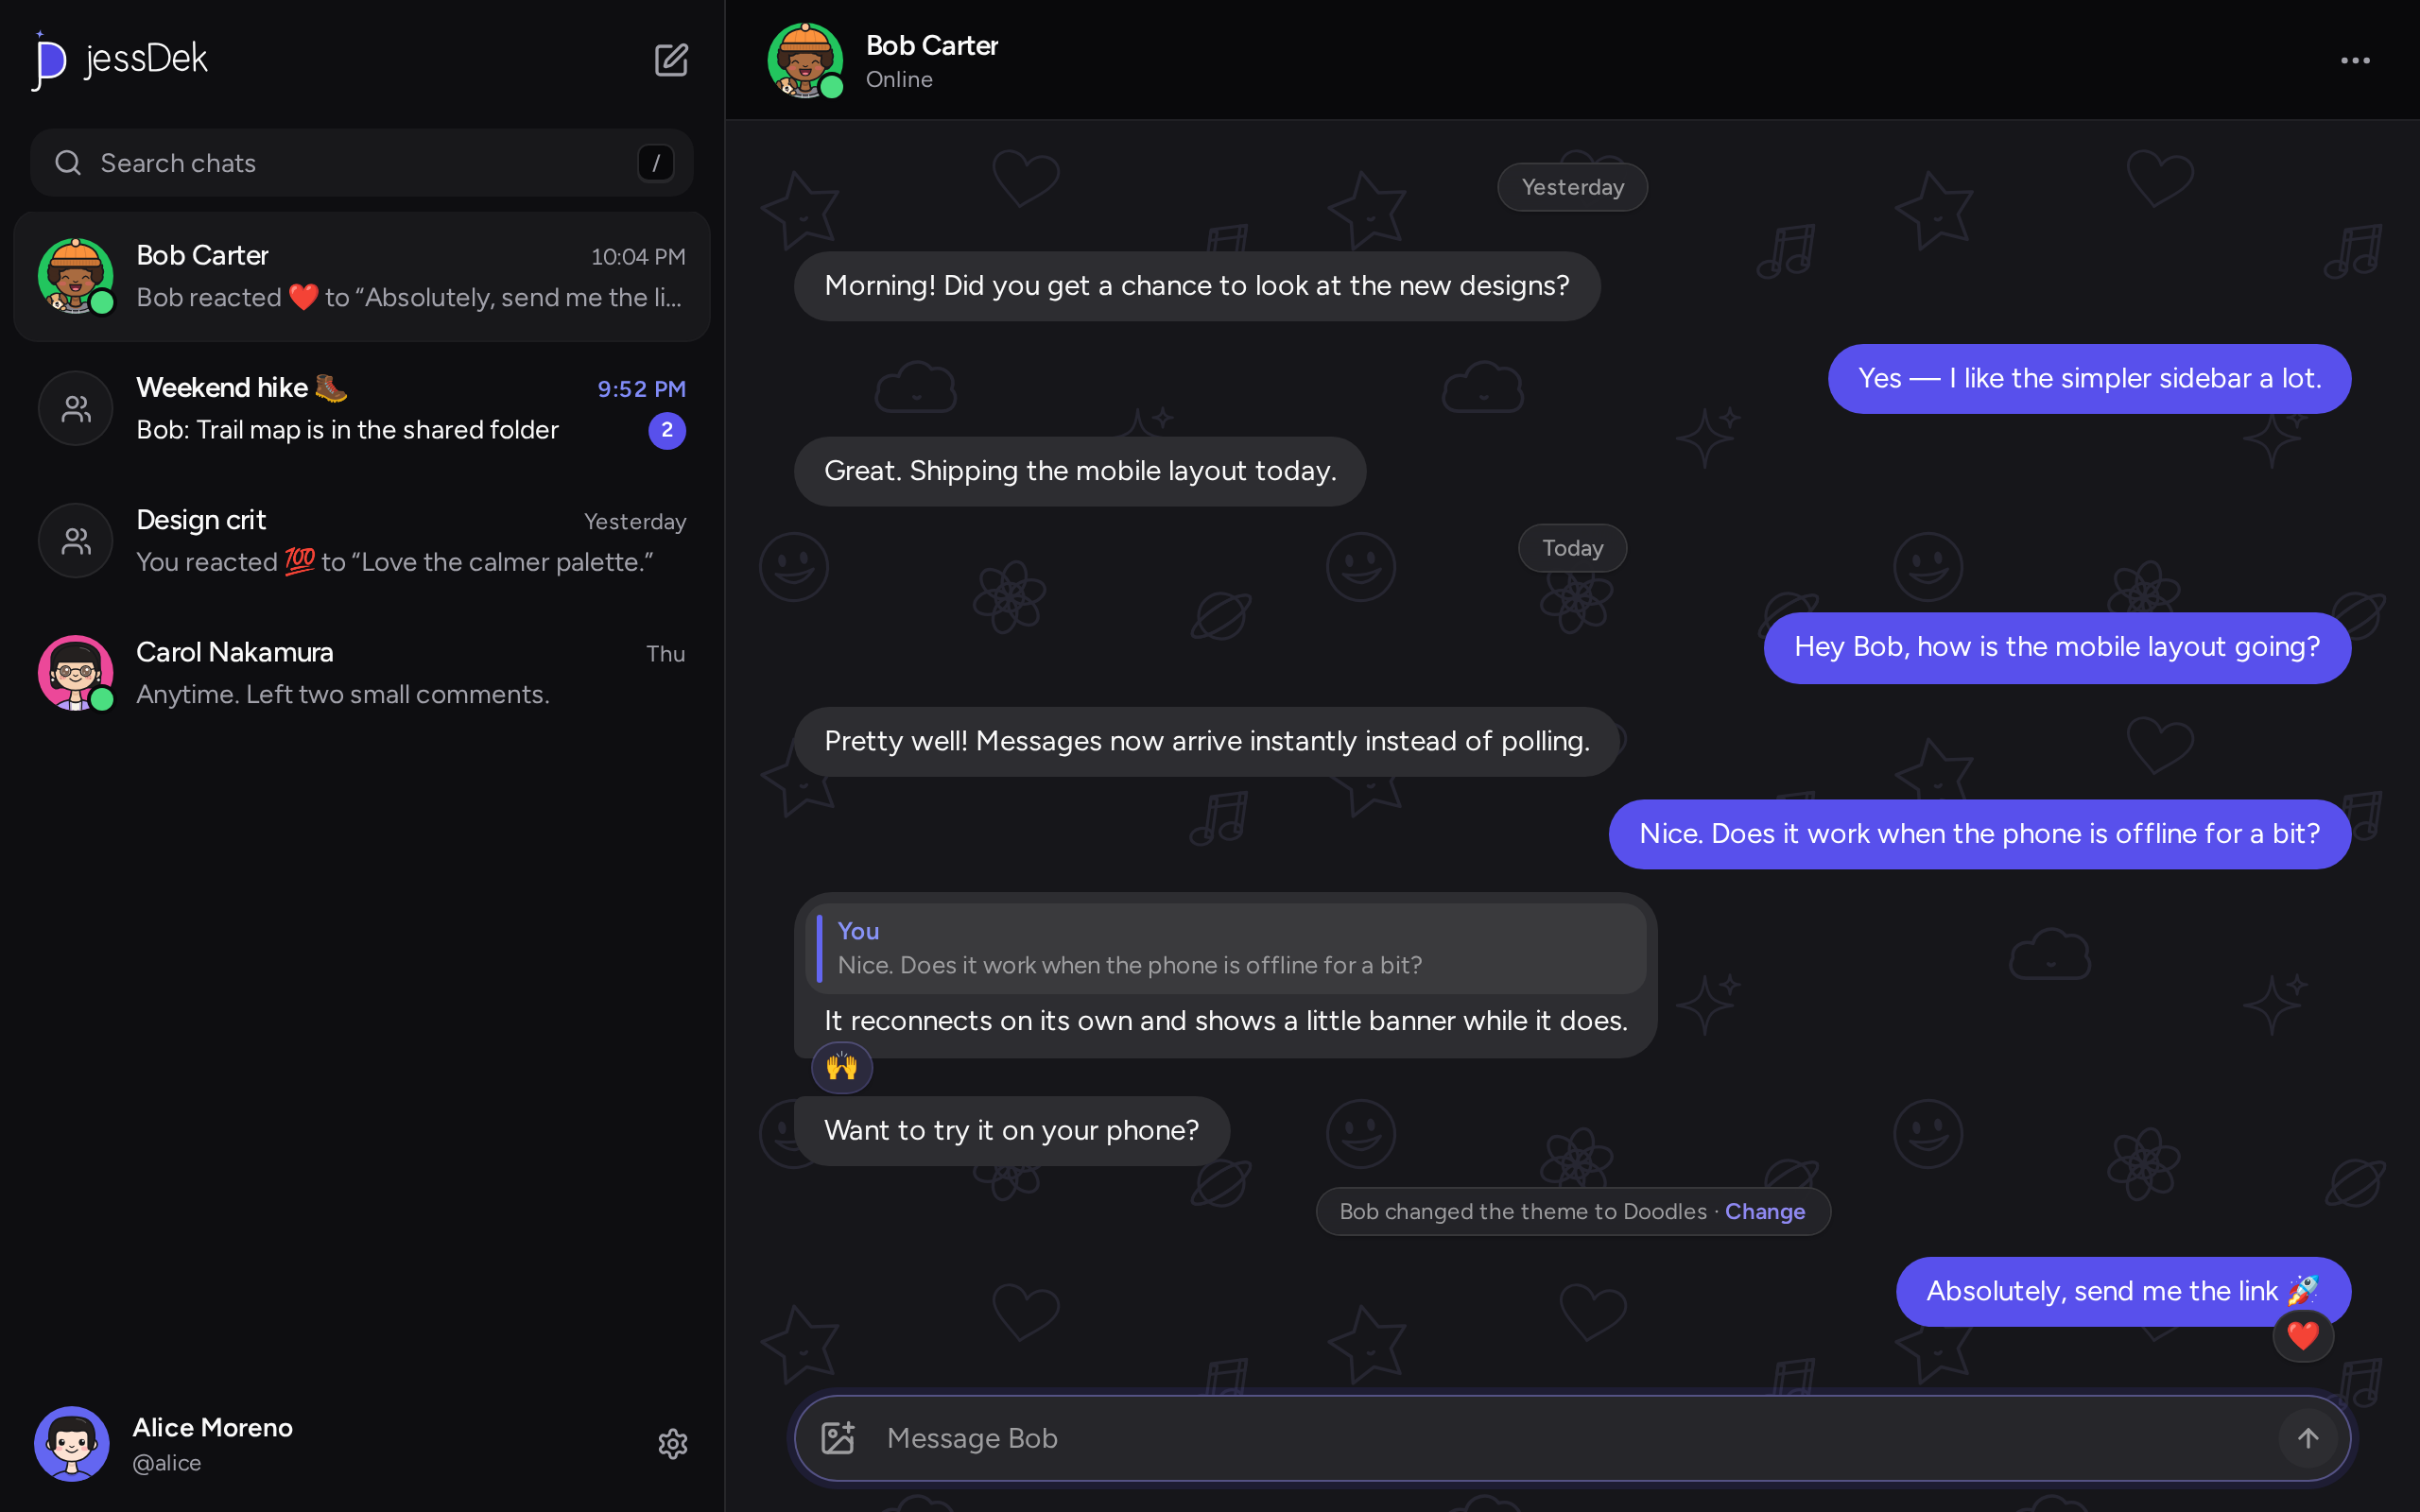 jessDek
Search chats
/
Bob Carter
10:04 PM
Bob reacted ❤️ to “Absolutely, send me the li...
Weekend hike 🥾
9:52 PM
Bob: Trail map is in the shared folder
2
Design crit
Yesterday
You reacted 💯 to “Love the calmer palette.”
Carol Nakamura
Thu
Anytime. Left two small comments.
Alice Moreno
@alice
Bob Carter
Online
Yesterday
Morning! Did you get a chance to look at the new designs?
Yes — I like the simpler sidebar a lot.
Great. Shipping the mobile layout today.
Today
Hey Bob, how is the mobile layout going?
Pretty well! Messages now arrive instantly instead of polling.
Nice. Does it work when the phone is offline for a bit?
You
Nice. Does it work when the phone is offline for a bit?
It reconnects on its own and shows a little banner while it does.
🙌
Want to try it on your phone?
Bob changed the theme to Doodles · Change
Absolutely, send me the link 🚀
❤️
Message Bob